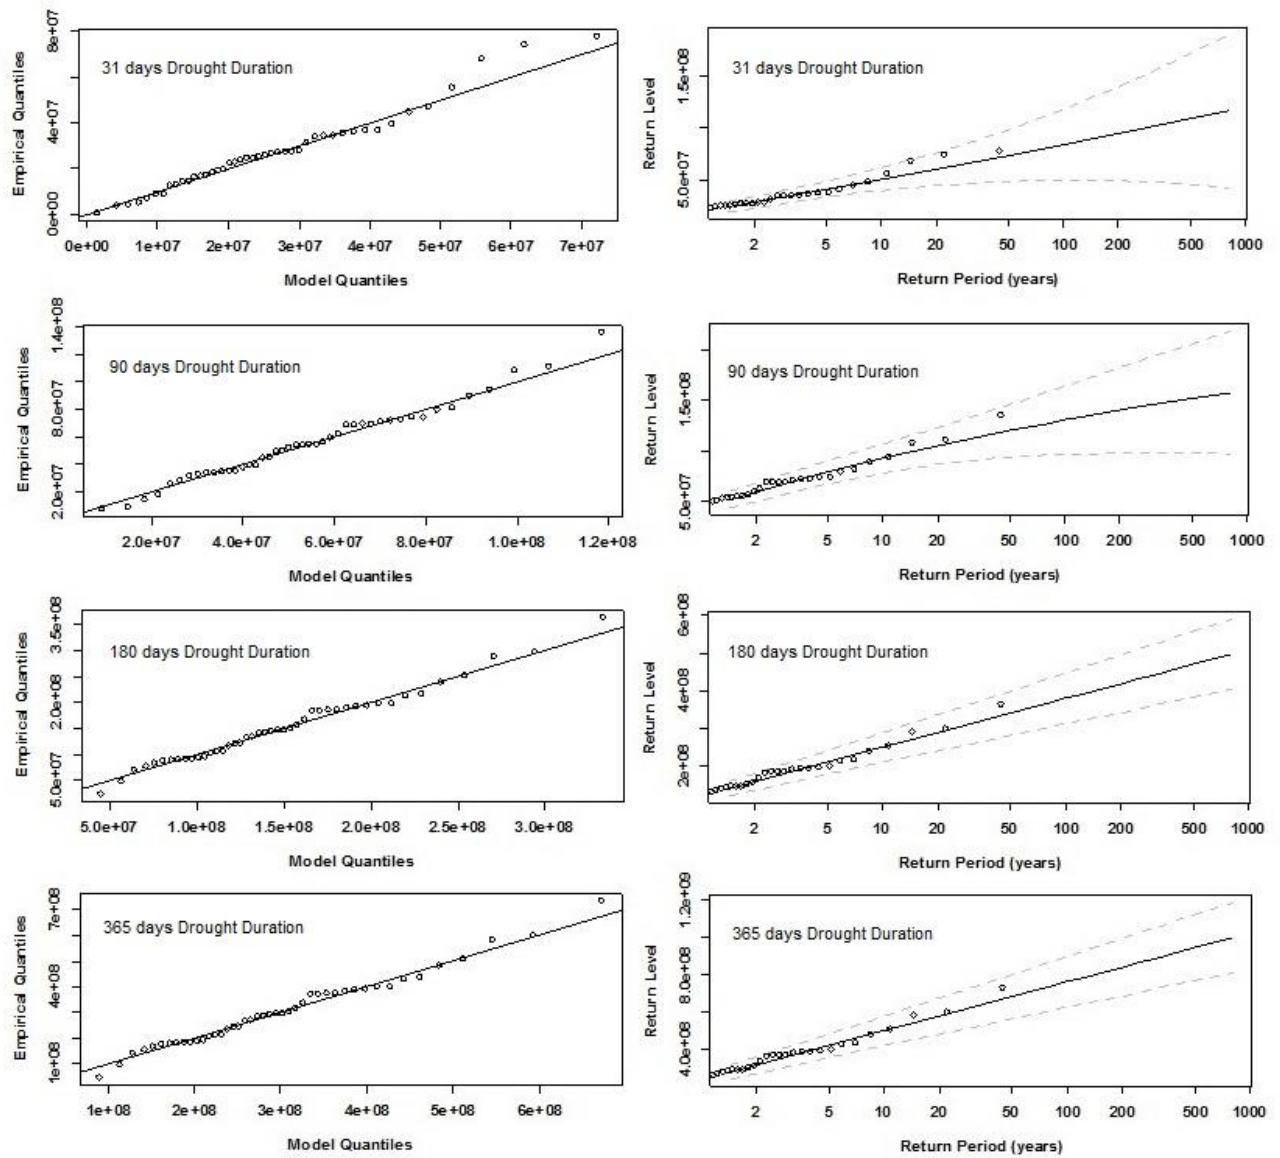 Empirical Quantiles
8e+07
4e+07
0e+00
31 days Drought Duration
0e+00 1e+07 2e+07 3e+07 4e+07 5e+07 6e+07 7e+07
Model Quantiles
Return Level
1.5e+08
5.0e+07
31 days Drought Duration
2 5 10 20 50 100 200 500 1000
Return Period (years)
Empirical Quantiles
1.4e+08
8.0e+07
2.0e+07
90 days Drought Duration
2.0e+07 4.0e+07 6.0e+07 8.0e+07 1.0e+08 1.2e+08
Model Quantiles
Return Level
1.5e+08
5.0e+07
90 days Drought Duration
2 5 10 20 50 100 200 500 1000
Return Period (years)
Empirical Quantiles
3.5e+08
2.0e+08
5.0e+07
180 days Drought Duration
5.0e+07 1.0e+08 1.5e+08 2.0e+08 2.5e+08 3.0e+08
Model Quantiles
Return Level
6e+08
4e+08
2e+08
180 days Drought Duration
2 5 10 20 50 100 200 500 1000
Return Period (years)
Empirical Quantiles
7e+08
4e+08
1e+08
365 days Drought Duration
1e+08 2e+08 3e+08 4e+08 5e+08 6e+08
Model Quantiles
Return Level
1.2e+09
8.0e+08
4.0e+08
365 days Drought Duration
2 5 10 20 50 100 200 500 1000
Return Period (years)